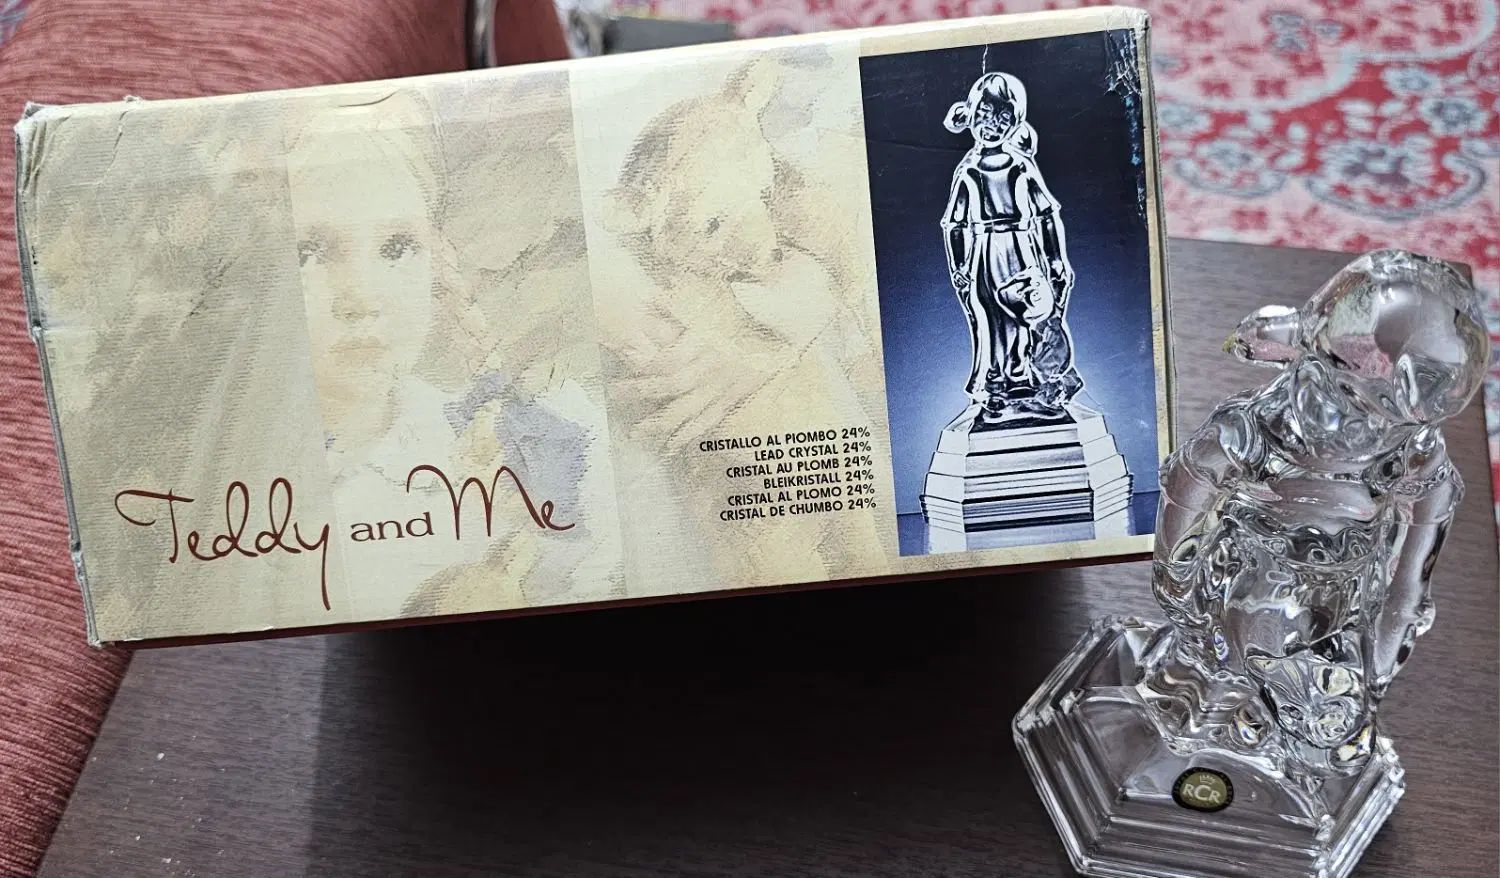 Teddy and Me
CRISTALLO AL PIOMBO 24%
LEAD CRYSTAL 24%
CRISTAL AU PLOMB 24%
BLEIKRISTALL 24%
CRISTAL AL PLOMO 24%
CRISTAL DE CHUMBO 24%
RCR